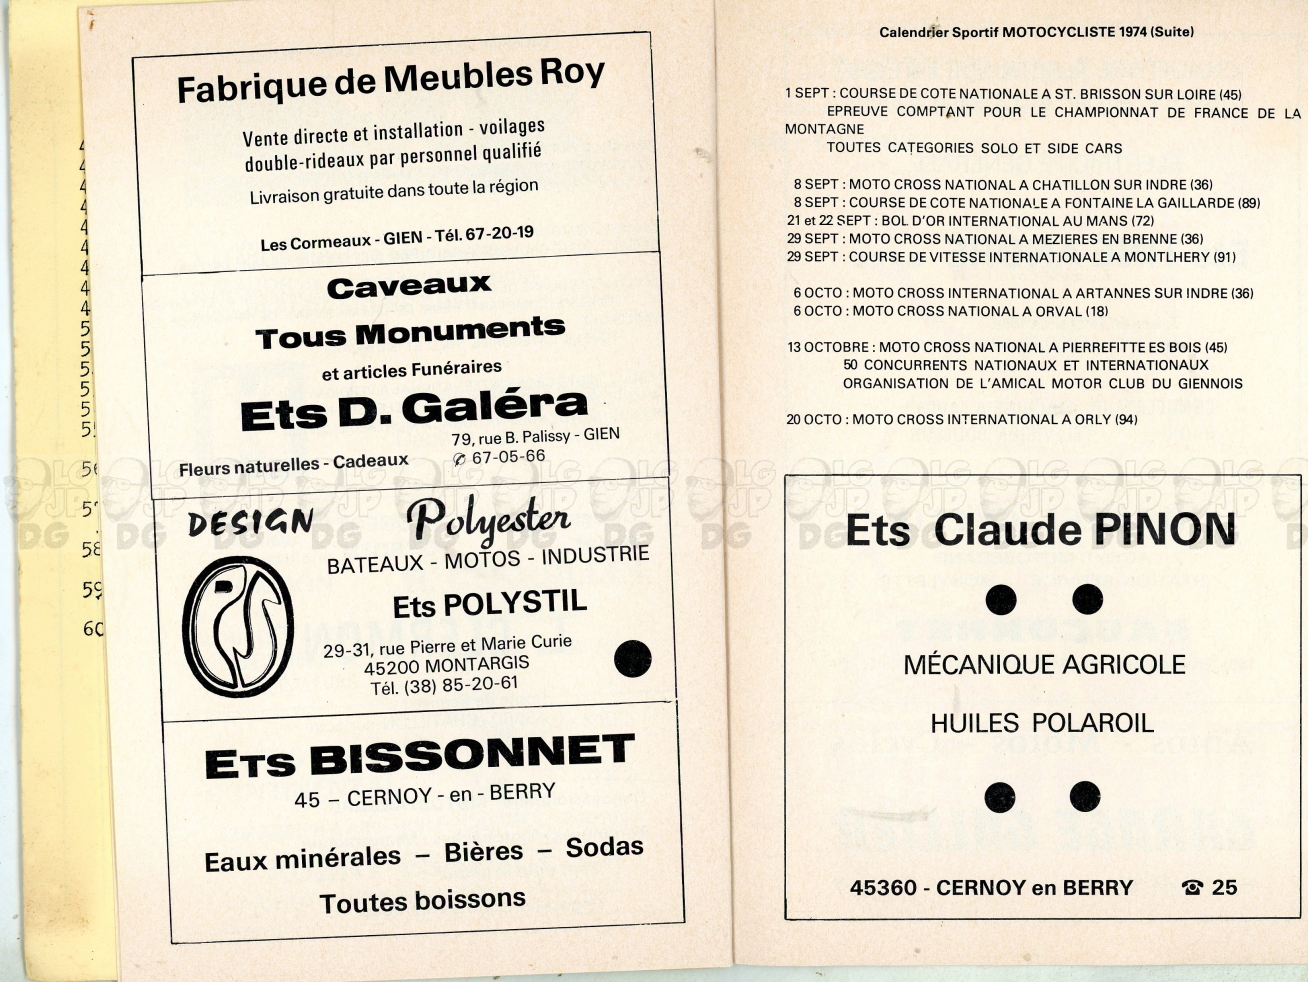 Fabrique de Meubles Roy
Vente directe et installation - voilages
double-rideaux par personnel qualifié
Livraison gratuite dans toute la région
Les Cormeaux - GIEN - Tél. 67-20-19
Caveaux
Tous Monuments
et articles Funéraires
Ets D. Galéra
79, rue B. Palissy - GIEN
Fleurs naturelles - Cadeaux ✆ 67-05-66
DESIGN Polyester
BATEAUX - MOTOS - INDUSTRIE
Ets POLYSTIL
29-31, rue Pierre et Marie Curie
45200 MONTARGIS
Tél. (38) 85-20-61
Ets BISSONNET
45 – CERNOY - en - BERRY
Eaux minérales – Bières – Sodas
Toutes boissons
Calendrier Sportif MOTOCYCLISTE 1974 (Suite)
1 SEPT : COURSE DE COTE NATIONALE A ST. BRISSON SUR LOIRE (45)
EPREUVE COMPTANT POUR LE CHAMPIONNAT DE FRANCE DE LA
MONTAGNE
TOUTES CATEGORIES SOLO ET SIDE CARS
8 SEPT : MOTO CROSS NATIONAL A CHATILLON SUR INDRE (36)
8 SEPT : COURSE DE COTE NATIONALE A FONTAINE LA GAILLARDE (89)
21 et 22 SEPT : BOL D'OR INTERNATIONAL AU MANS (72)
29 SEPT : MOTO CROSS NATIONAL A MEZIERES EN BRENNE (36)
29 SEPT : COURSE DE VITESSE INTERNATIONALE A MONTLHERY (91)
6 OCTO : MOTO CROSS INTERNATIONAL A ARTANNES SUR INDRE (36)
6 OCTO : MOTO CROSS NATIONAL A ORVAL (18)
13 OCTOBRE : MOTO CROSS NATIONAL A PIERREFITTE ES BOIS (45)
50 CONCURRENTS NATIONAUX ET INTERNATIONAUX
ORGANISATION DE L'AMICAL MOTOR CLUB DU GIENNOIS
20 OCTO : MOTO CROSS INTERNATIONAL A ORLY (94)
Ets Claude PINON
MÉCANIQUE AGRICOLE
HUILES POLAROIL
45360 - CERNOY en BERRY ☎ 25
58
59
60
LG JP DG